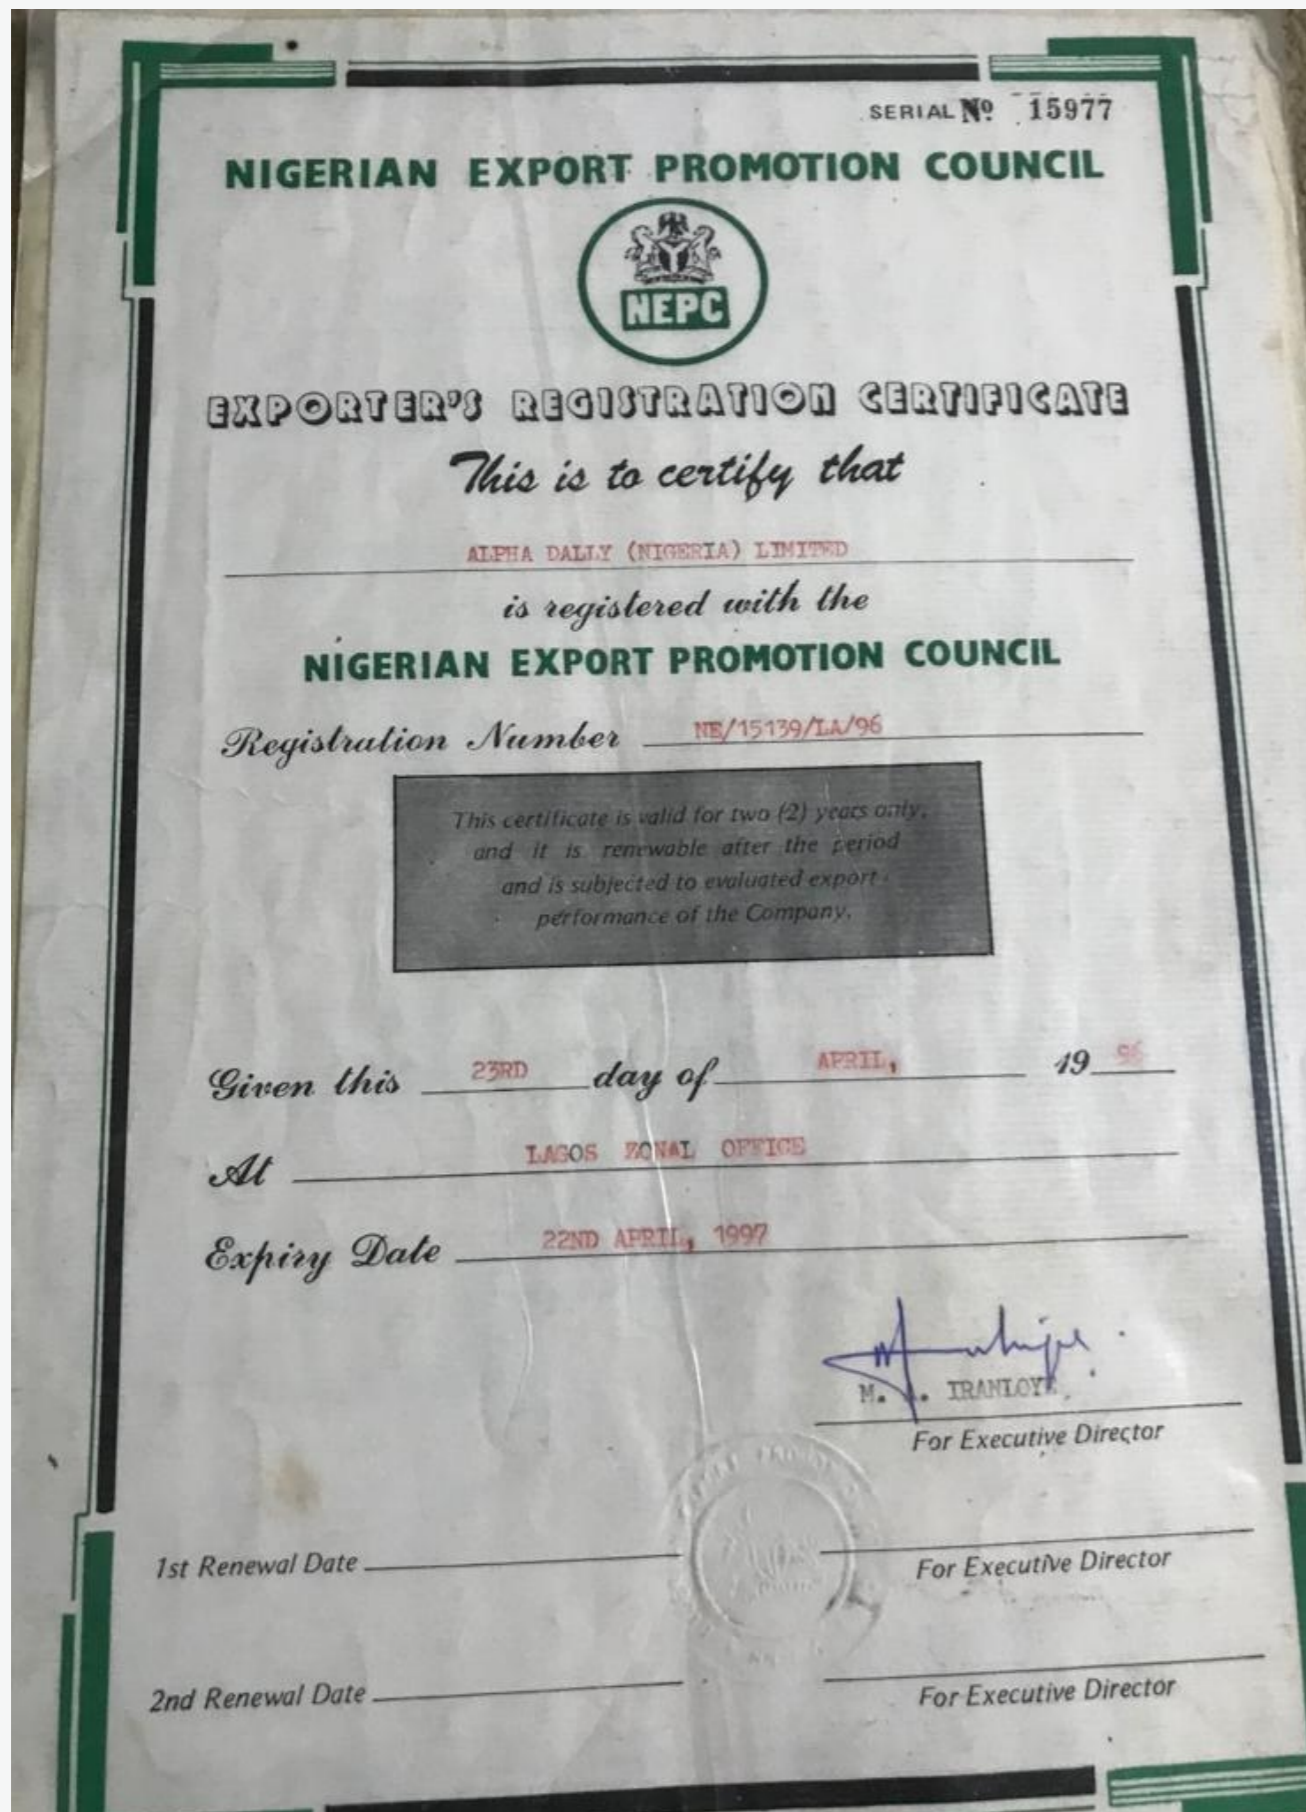 SERIAL Nº 15977
NIGERIAN EXPORT PROMOTION COUNCIL
NEPC
EXPORTER'S REGISTRATION CERTIFICATE
This is to certify that
ALPHA DALLY (NIGERIA) LIMITED
is registered with the
NIGERIAN EXPORT PROMOTION COUNCIL
Registration Number NE/15139/LA/96
This certificate is valid for two (2) years only,
and it is renewable after the period
and is subjected to evaluated export
performance of the Company.
Given this 23RD day of APRIL, 19 96
At LAGOS ZONAL OFFICE
Expiry Date 22ND APRIL, 1997
M. IRANLOYE
For Executive Director
1st Renewal Date For Executive Director
2nd Renewal Date For Executive Director